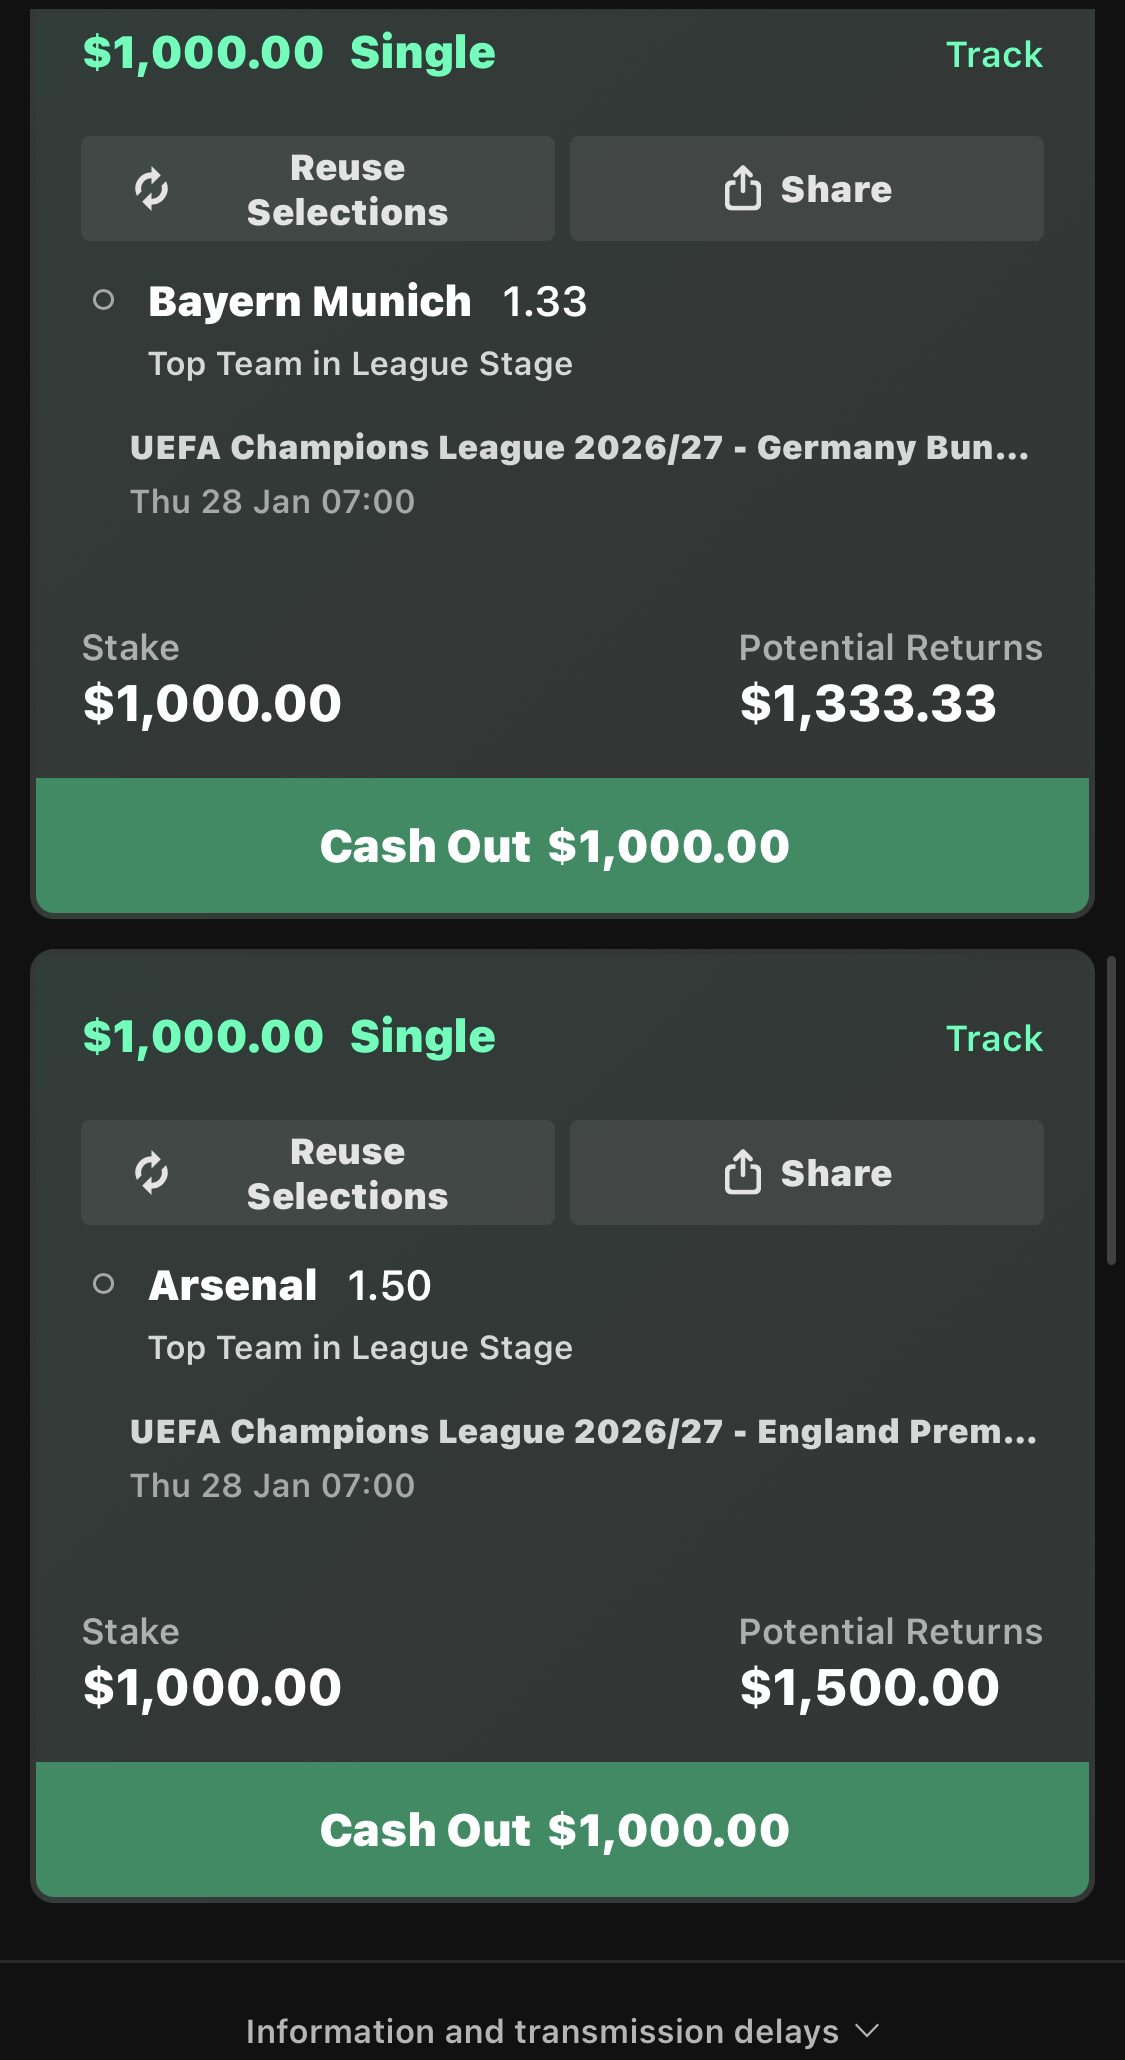 $1,000.00 Single Track
Reuse
Selections
Share
Bayern Munich 1.33
Top Team in League Stage
UEFA Champions League 2026/27 - Germany Bun...
Thu 28 Jan 07:00
Stake Potential Returns
$1,000.00 $1,333.33
Cash Out $1,000.00
$1,000.00 Single Track
Reuse
Selections
Share
Arsenal 1.50
Top Team in League Stage
UEFA Champions League 2026/27 - England Prem...
Thu 28 Jan 07:00
Stake Potential Returns
$1,000.00 $1,500.00
Cash Out $1,000.00
Information and transmission delays